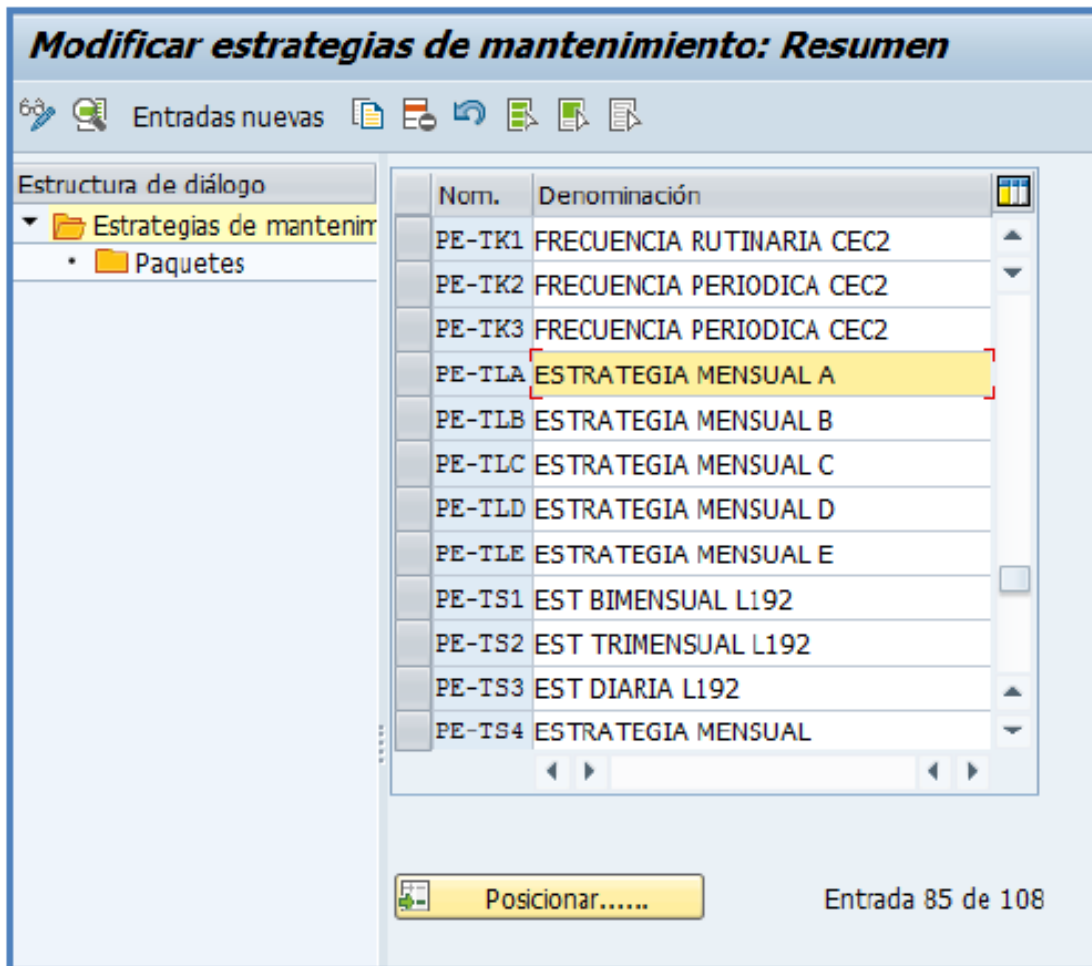 Modificar estrategias de mantenimiento: Resumen
Entradas nuevas
Estructura de diálogo
Estrategias de mantenim
Paquetes
Nom. Denominación
PE-TK1 FRECUENCIA RUTINARIA CEC2
PE-TK2 FRECUENCIA PERIODICA CEC2
PE-TK3 FRECUENCIA PERIODICA CEC2
PE-TLA ESTRATEGIA MENSUAL A
PE-TLB ESTRATEGIA MENSUAL B
PE-TLC ESTRATEGIA MENSUAL C
PE-TLD ESTRATEGIA MENSUAL D
PE-TLE ESTRATEGIA MENSUAL E
PE-TS1 EST BIMENSUAL L192
PE-TS2 EST TRIMENSUAL L192
PE-TS3 EST DIARIA L192
PE-TS4 ESTRATEGIA MENSUAL
Posicionar......
Entrada 85 de 108